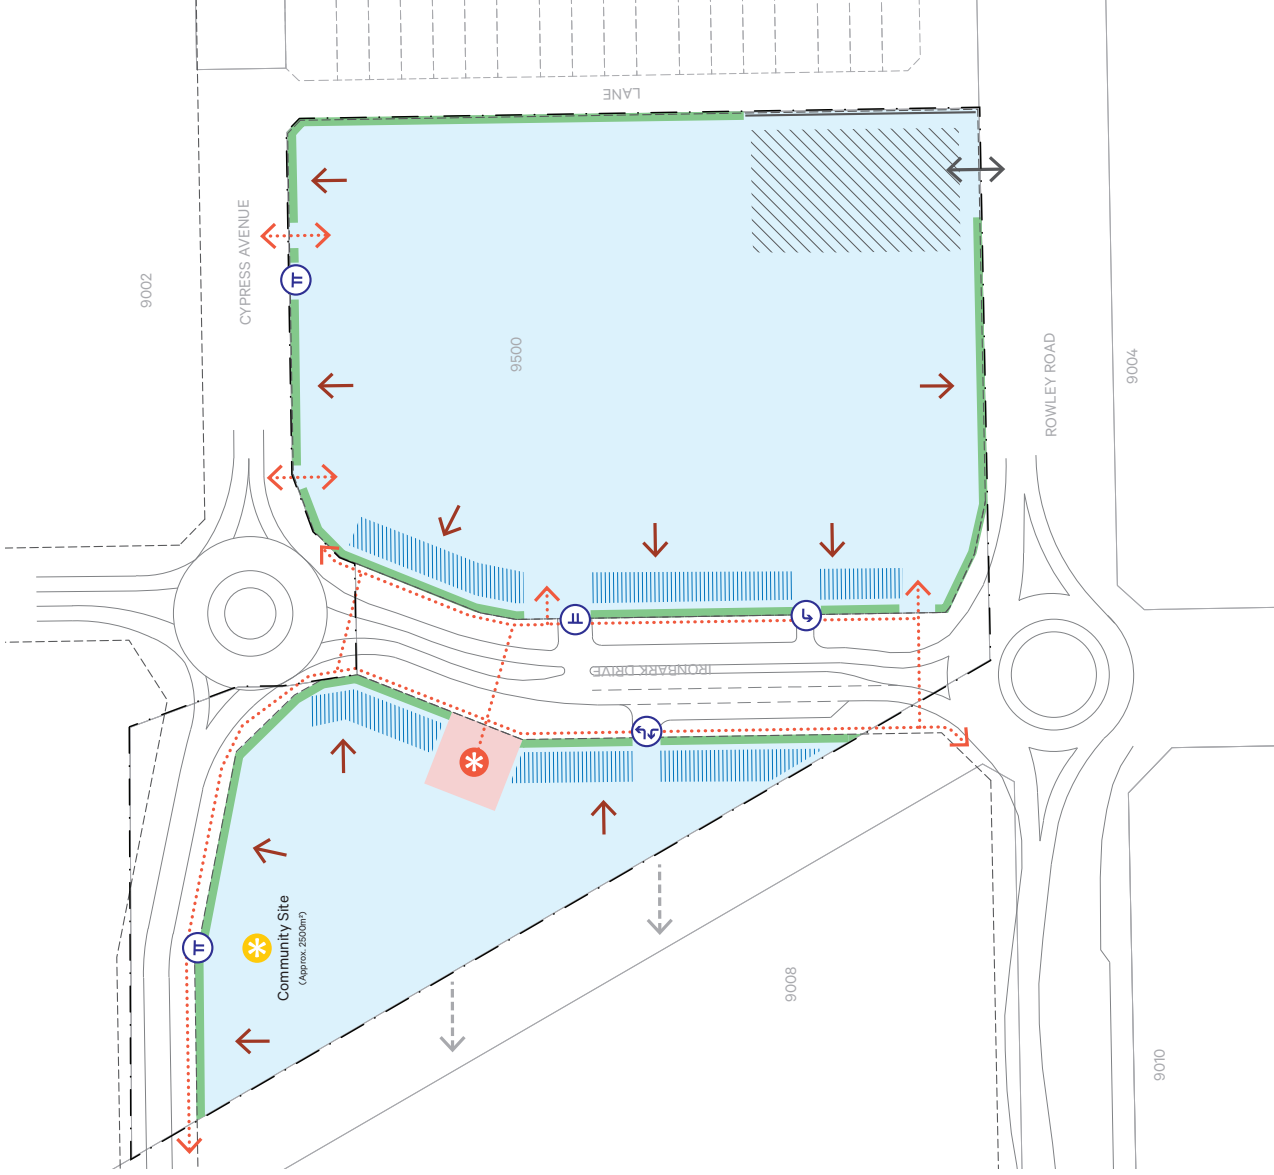 LANE
CYPRESS AVENUE
9002
9500
ROWLEY ROAD
9004
IRONBARK DRIVE
Community Site
(Approx. 2500m²)
9008
9010